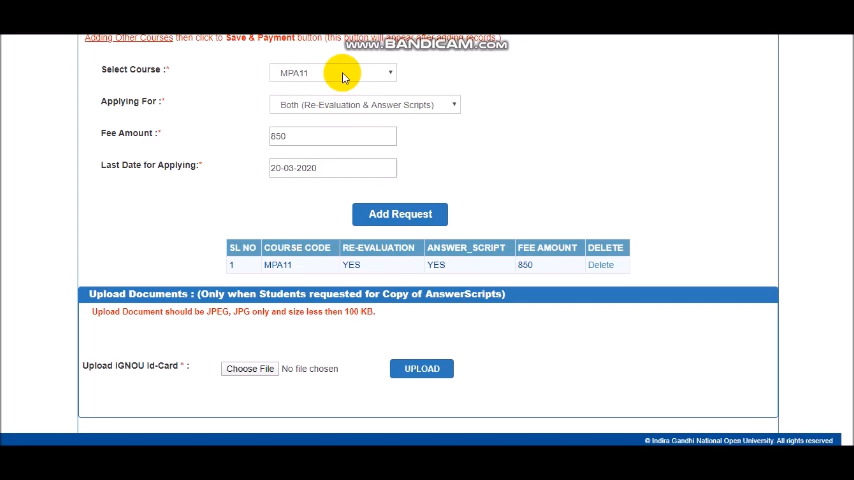 Adding Other Courses then click to Save & Payment button (this button will appear after adding records.)
www.BANDICAM.com
Select Course :*
MPA11
Applying For :*
Both (Re-Evaluation & Answer Scripts)
Fee Amount :*
850
Last Date for Applying:*
20-03-2020
Add Request
SL NO COURSE CODE RE-EVALUATION ANSWER_SCRIPT FEE AMOUNT DELETE
1 MPA11 YES YES 850 Delete
Upload Documents : (Only when Students requested for Copy of AnswerScripts)
Upload Document should be JPEG, JPG only and size less then 100 KB.
Upload IGNOU Id-Card * : Choose File No file chosen UPLOAD
© Indira Gandhi National Open University. All rights reserved